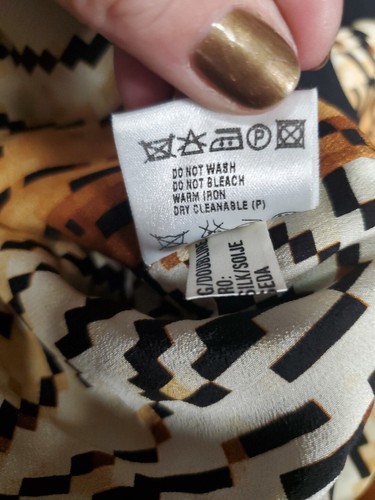 P
DO NOT WASH
DO NOT BLEACH
WARM IRON
DRY CLEANABLE (P)
RO:
SILK/SOIE
SEDA